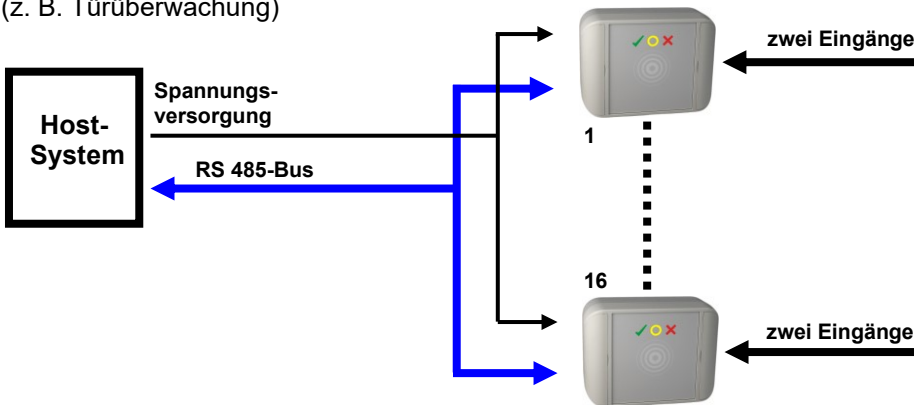 (z. B. Türüberwachung)
zwei Eingänge
Spannungs-
versorgung
Host-
System
1
RS 485-Bus
16
zwei Eingänge